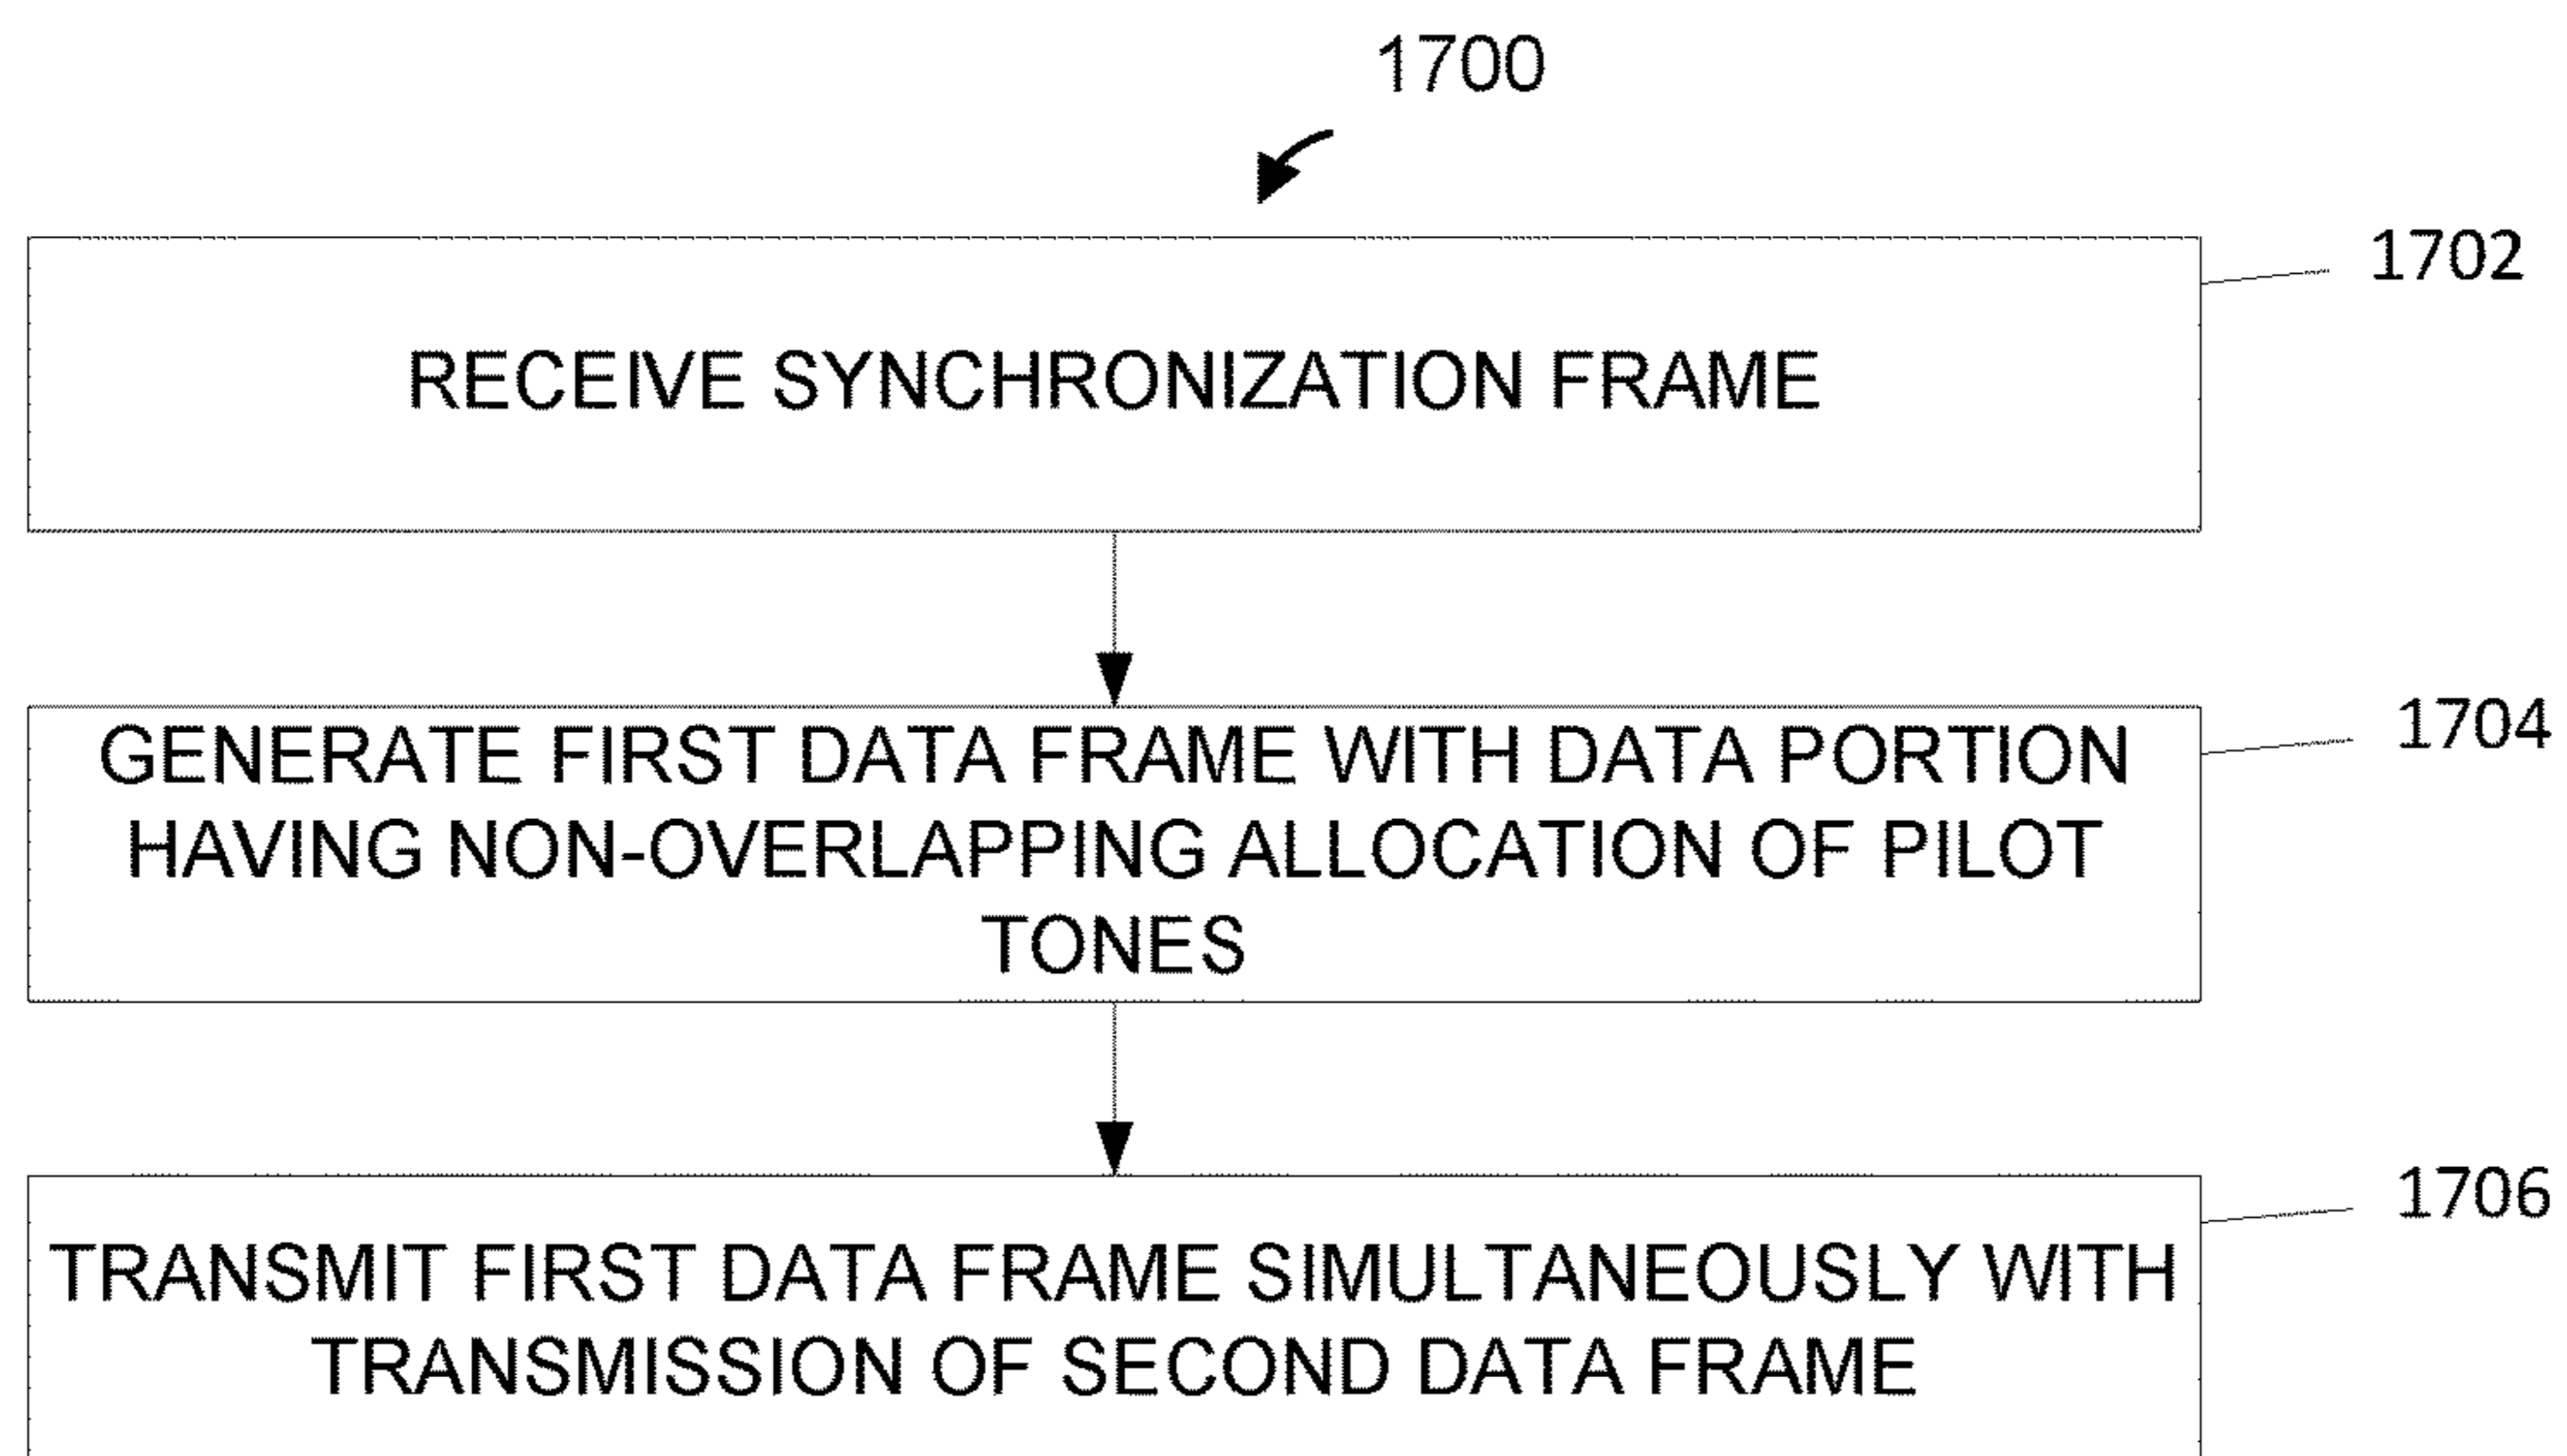 1700
1702
RECEIVE SYNCHRONIZATION FRAME
1704
GENERATE FIRST DATA FRAME WITH DATA PORTION
HAVING NON-OVERLAPPING ALLOCATION OF PILOT
TONES
1706
TRANSMIT FIRST DATA FRAME SIMULTANEOUSLY WITH
TRANSMISSION OF SECOND DATA FRAME